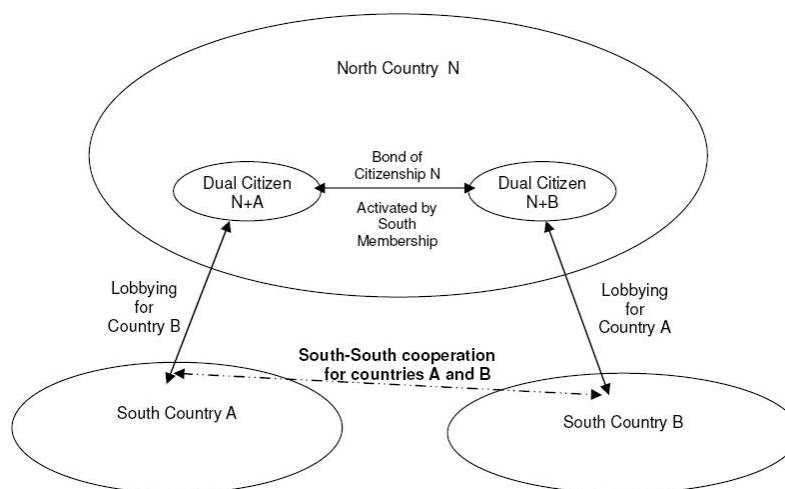 North Country N
Dual Citizen
N+A
Bond of
Citizenship N
Activated by
South
Membership
Dual Citizen
N+B
Lobbying
for
Country B
Lobbying
for
Country A
South-South cooperation
for countries A and B
South Country A
South Country B